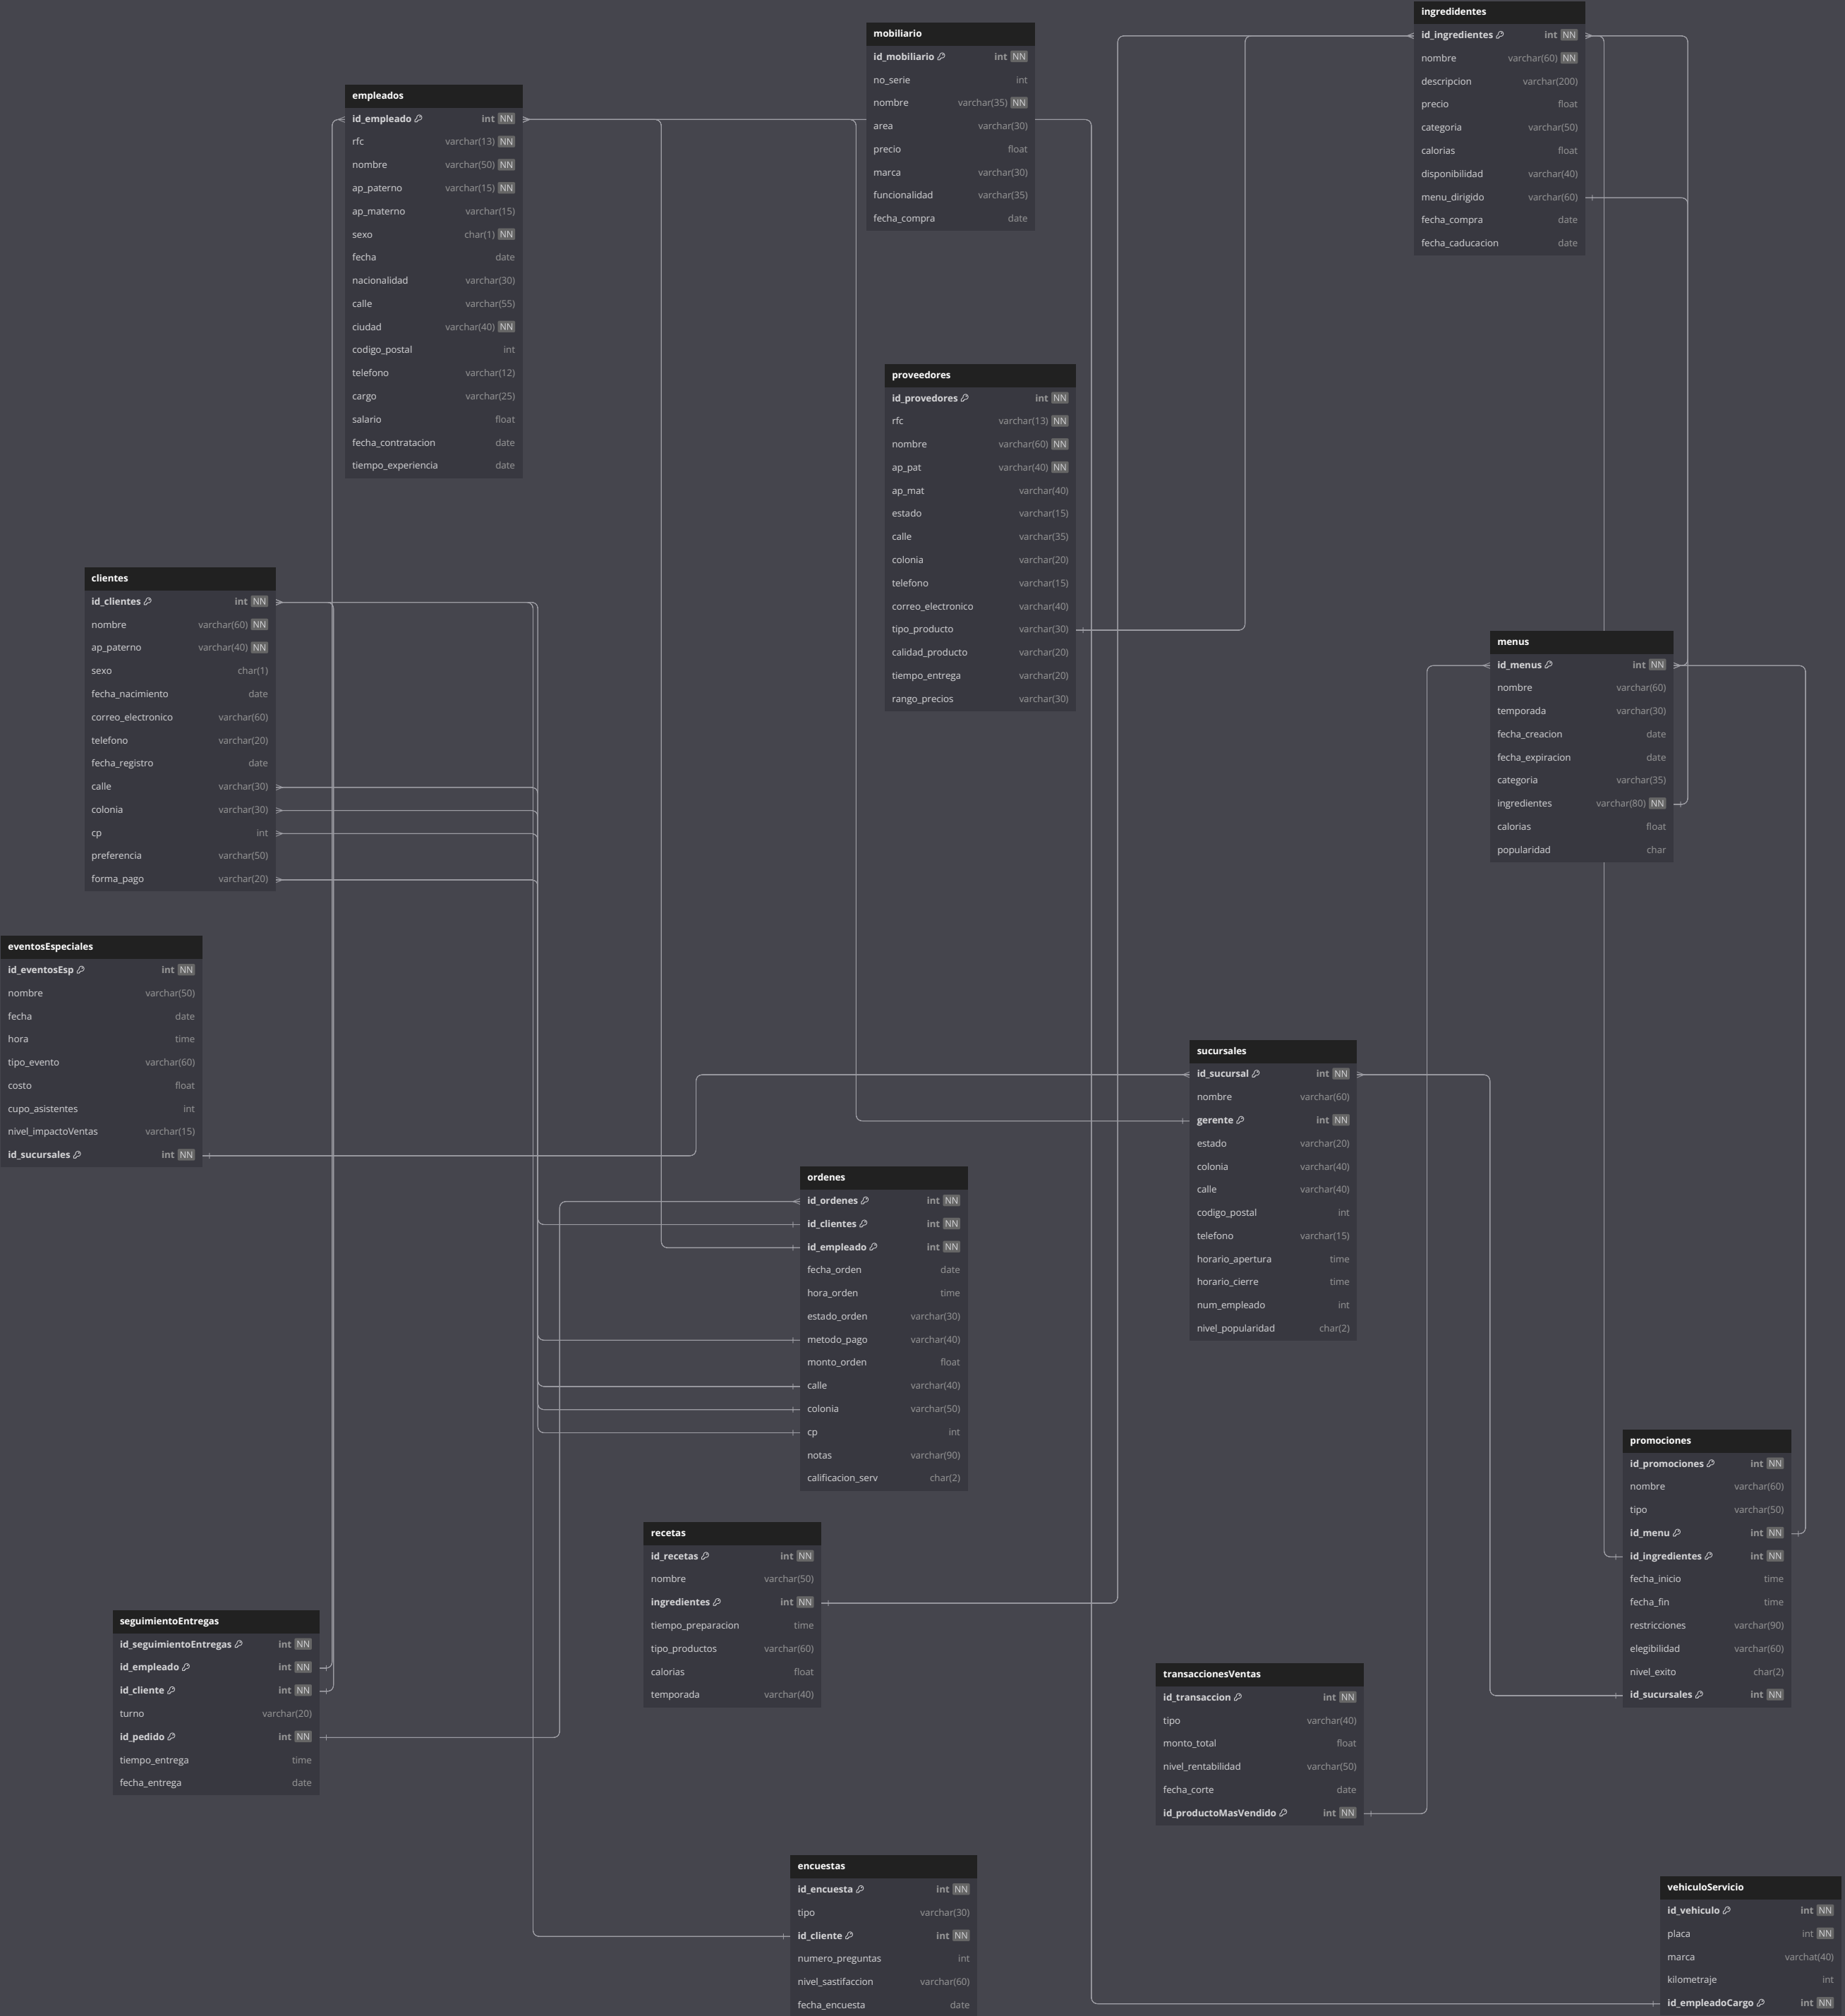 ingredidentes
id_ingredientes int NN
nombre varchar(60) NN
descripcion varchar(200)
precio float
categoria varchar(50)
calorias float
disponibilidad varchar(40)
menu_dirigido varchar(60)
fecha_compra date
fecha_caducacion date
mobiliario
id_mobiliario int NN
no_serie int
nombre varchar(35) NN
area varchar(30)
precio float
marca varchar(30)
funcionalidad varchar(35)
fecha_compra date
empleados
id_empleado int NN
rfc varchar(13) NN
nombre varchar(50) NN
ap_paterno varchar(15) NN
ap_materno varchar(15)
sexo char(1) NN
fecha date
nacionalidad varchar(30)
calle varchar(55)
ciudad varchar(40) NN
codigo_postal int
telefono varchar(12)
cargo varchar(25)
salario float
fecha_contratacion date
tiempo_experiencia date
proveedores
id_provedores int NN
rfc varchar(13) NN
nombre varchar(60) NN
ap_pat varchar(40) NN
ap_mat varchar(40)
estado varchar(15)
calle varchar(35)
colonia varchar(20)
telefono varchar(15)
correo_electronico varchar(40)
tipo_producto varchar(30)
calidad_producto varchar(20)
tiempo_entrega varchar(20)
rango_precios varchar(30)
clientes
id_clientes int NN
nombre varchar(60) NN
ap_paterno varchar(40) NN
sexo char(1)
fecha_nacimiento date
correo_electronico varchar(60)
telefono varchar(20)
fecha_registro date
calle varchar(30)
colonia varchar(30)
cp int
preferencia varchar(50)
forma_pago varchar(20)
menus
id_menus int NN
nombre varchar(60)
temporada varchar(30)
fecha_creacion date
fecha_expiracion date
categoria varchar(35)
ingredientes varchar(80) NN
calorias float
popularidad char
eventosEspeciales
id_eventosEsp int NN
nombre varchar(50)
fecha date
hora time
tipo_evento varchar(60)
costo float
cupo_asistentes int
nivel_impactoVentas varchar(15)
id_sucursales int NN
sucursales
id_sucursal int NN
nombre varchar(60)
gerente int NN
estado varchar(20)
colonia varchar(40)
calle varchar(40)
codigo_postal int
telefono varchar(15)
horario_apertura time
horario_cierre time
num_empleado int
nivel_popularidad char(2)
ordenes
id_ordenes int NN
id_clientes int NN
id_empleado int NN
fecha_orden date
hora_orden time
estado_orden varchar(30)
metodo_pago varchar(40)
monto_orden float
calle varchar(40)
colonia varchar(50)
cp int
notas varchar(90)
calificacion_serv char(2)
promociones
id_promociones int NN
nombre varchar(60)
tipo varchar(50)
id_menu int NN
id_ingredientes int NN
fecha_inicio time
fecha_fin time
restricciones varchar(90)
elegibilidad varchar(60)
nivel_exito char(2)
id_sucursales int NN
recetas
id_recetas int NN
nombre varchar(50)
ingredientes int NN
tiempo_preparacion time
tipo_productos varchar(60)
calorias float
temporada varchar(40)
seguimientoEntregas
id_seguimientoEntregas int NN
id_empleado int NN
id_cliente int NN
turno varchar(20)
id_pedido int NN
tiempo_entrega time
fecha_entrega date
transaccionesVentas
id_transaccion int NN
tipo varchar(40)
monto_total float
nivel_rentabilidad varchar(50)
fecha_corte date
id_productoMasVendido int NN
encuestas
id_encuesta int NN
tipo varchar(30)
id_cliente int NN
numero_preguntas int
nivel_sastifaccion varchar(60)
fecha_encuesta date
vehiculoServicio
id_vehiculo int NN
placa int NN
marca varchat(40)
kilometraje int
id_empleadoCargo int NN